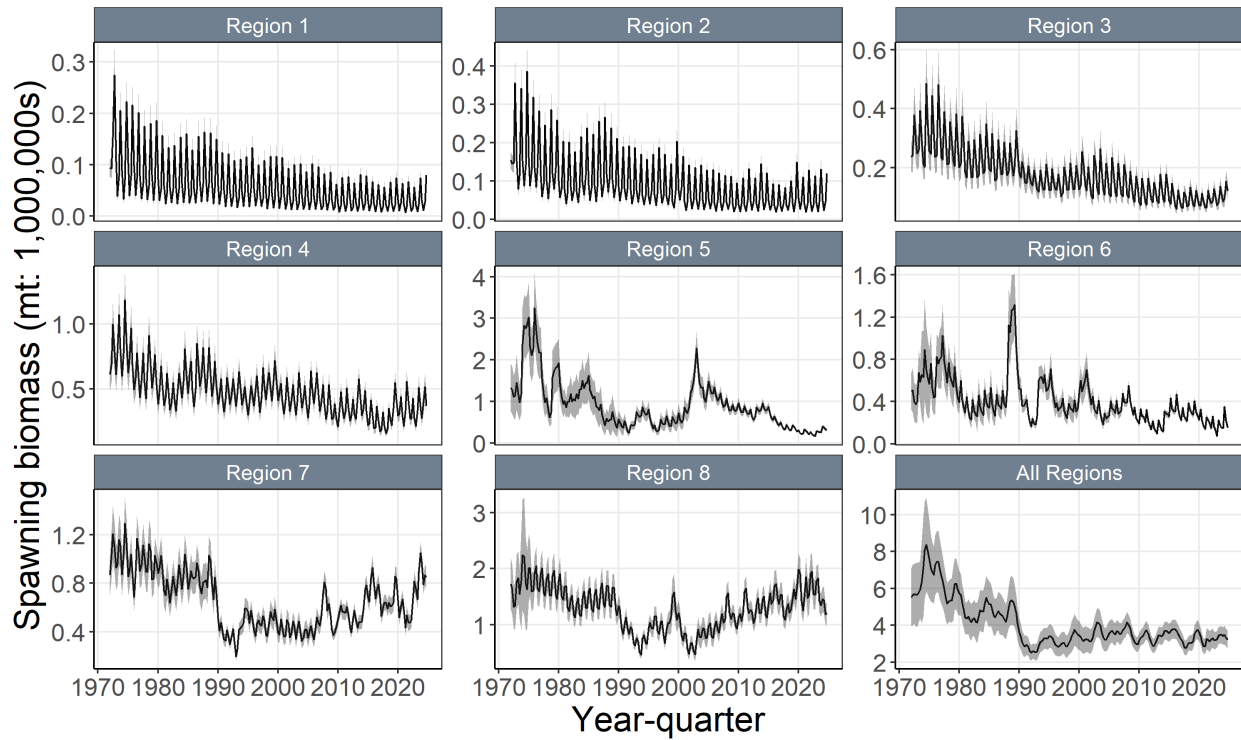 Spawning biomass (mt: 1,000,000s)
Region 1
0.3
0.2
0.1
0.0
Region 2
0.4
0.3
0.2
0.1
0.0
Region 3
0.6
0.4
0.2
Region 4
1.0
0.5
Region 5
4
3
2
1
0
Region 6
1.6
1.2
0.8
0.4
0.0
Region 7
1.2
0.8
0.4
1970 1980 1990 2000 2010 2020
Region 8
3
2
1
1970 1980 1990 2000 2010 2020
All Regions
10
8
6
4
2
1970 1980 1990 2000 2010 2020
Year-quarter